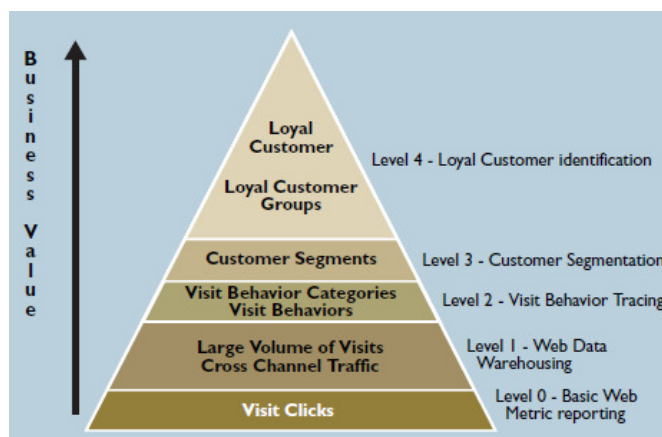 Business Value
Loyal
Customer
Loyal Customer
Groups
Level 4 - Loyal Customer identification
Customer Segments
Level 3 - Customer Segmentation
Visit Behavior Categories
Visit Behaviors
Level 2 - Visit Behavior Tracing
Large Volume of Visits
Cross Channel Traffic
Level 1 - Web Data
Warehousing
Visit Clicks
Level 0 - Basic Web
Metric reporting